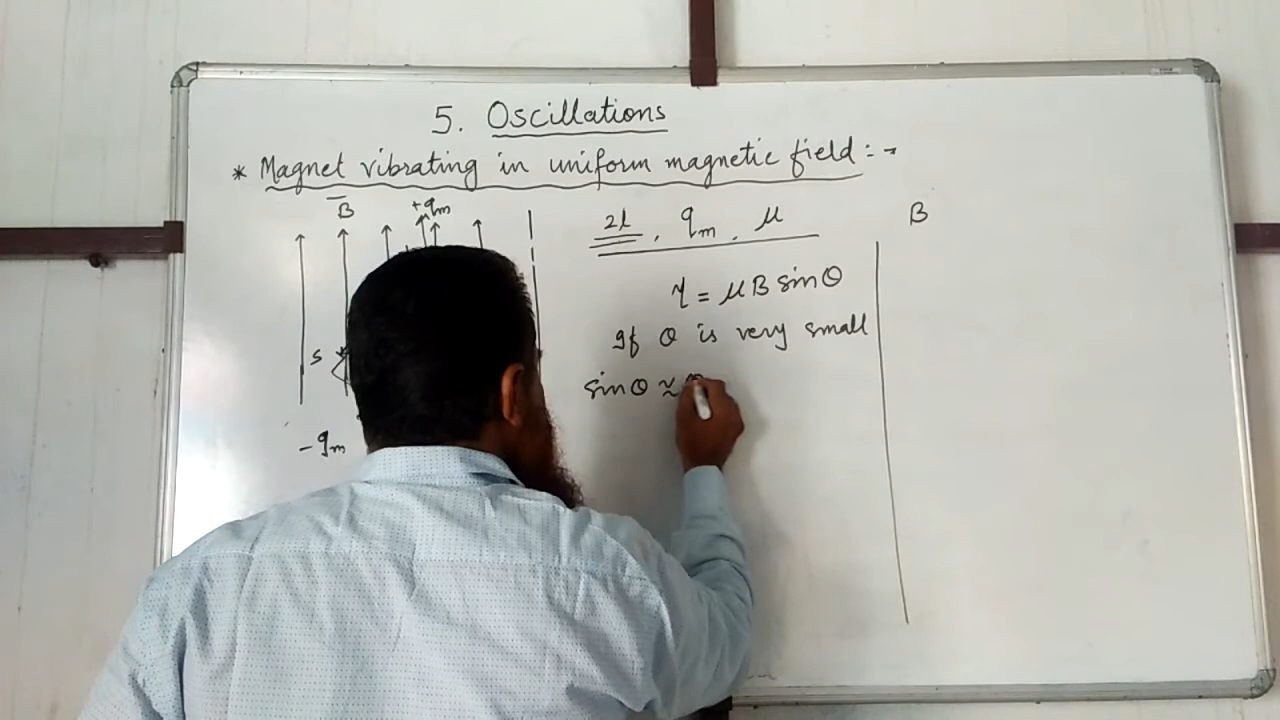 5. Oscillations
* Magnet vibrating in uniform magnetic field : -
B̅
+qm
S
-qm
2l, qm, μ
τ = μ B sin θ
If θ is very small
sin θ ≈ θ
B